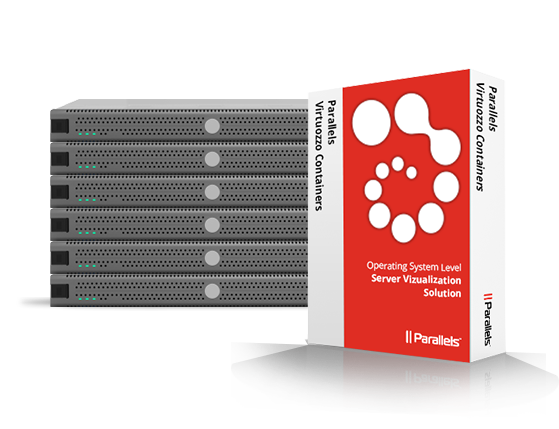 Parallels
Virtuozzo Containers
Operating System Level
Server Vizualization
Solution
|| Parallels®
Parallels
Virtuozzo Containers
|| Parallels®